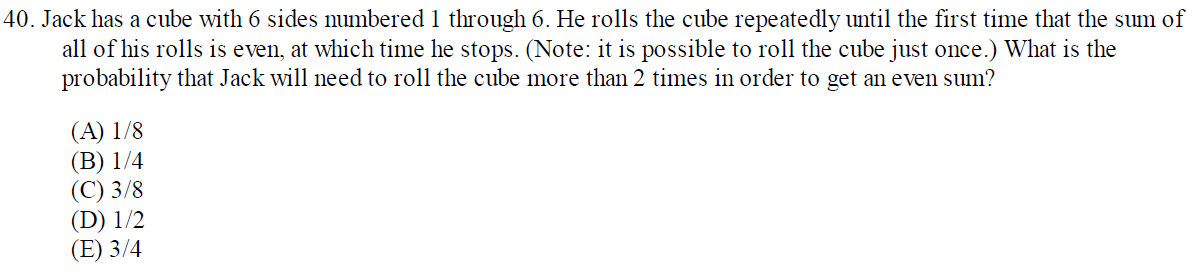 40. Jack has a cube with 6 sides numbered 1 through 6. He rolls the cube repeatedly until the first time that the sum of
all of his rolls is even, at which time he stops. (Note: it is possible to roll the cube just once.) What is the
probability that Jack will need to roll the cube more than 2 times in order to get an even sum?
(A) 1/8
(B) 1/4
(C) 3/8
(D) 1/2
(E) 3/4